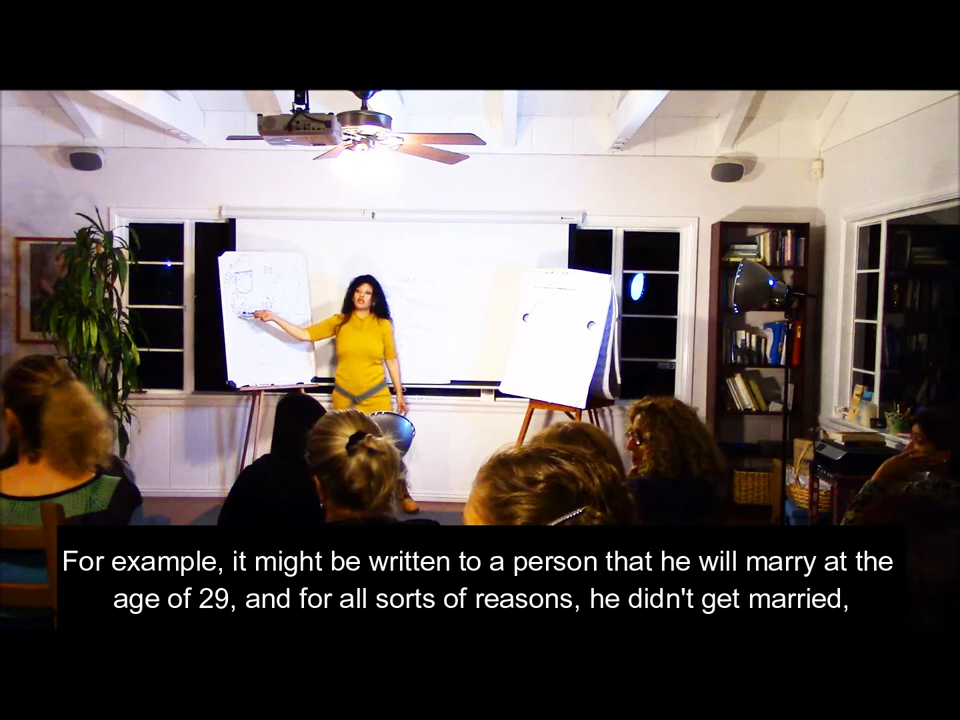 For example, it might be written to a person that he will marry at the
age of 29, and for all sorts of reasons, he didn't get married,